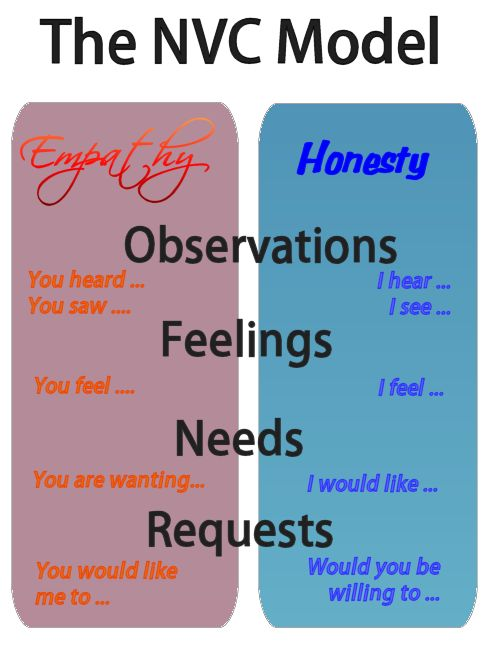 The NVC Model
Empathy
Honesty
Observations
You heard ...
You saw ....
I hear ...
I see ...
Feelings
You feel ....
I feel ...
Needs
You are wanting...
I would like ...
Requests
You would like
me to ...
Would you be
willing to ...